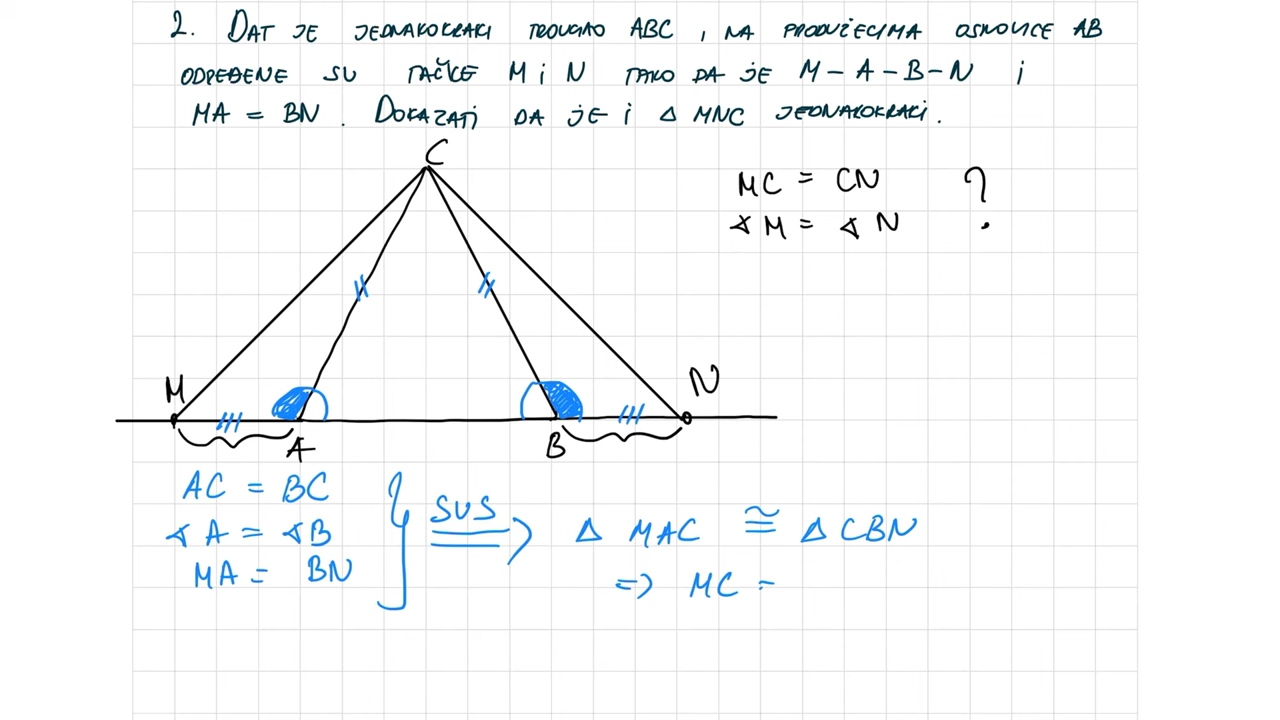 2. DAT JE JEDNAKOKRAKI TROUGAO ABC, NA PRODUŽECIMA OSNOVICE AB
ODREĐENE SU TAČKE M i N TAKO DA JE M-A-B-N i
MA = BN. DOKAZATI DA JE I Δ MNC JEDNAKOKRAKI.
C
MC = CN ?
∢ M = ∢ N
M
N
A
B
AC = BC
∢ A = ∢ B
MA = BN
SUS
Δ MAC ≅ Δ CBN
=> MC =